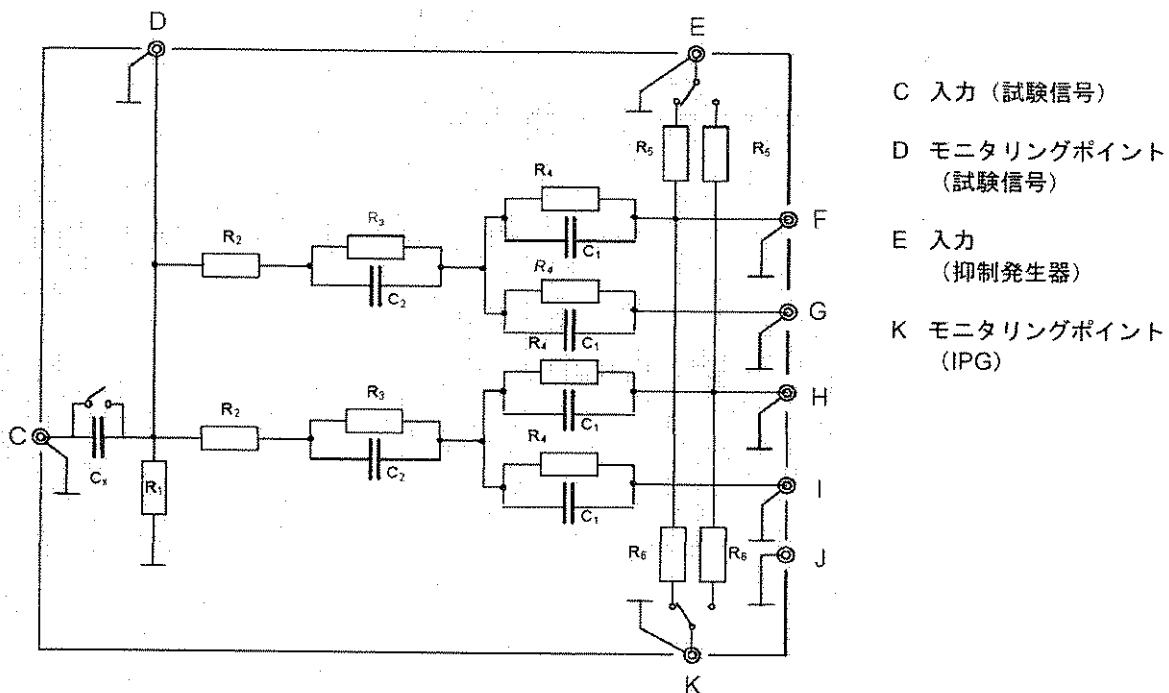 D
E
C 入力（試験信号）
D モニタリングポイント
（試験信号）
E 入力
（抑制発生器）
K モニタリングポイント
（IPG）
R5
R5
R4
F
C1
R3
R2
C2
R4
G
C1
R4
H
C1
R3
R2
C2
R4
I
C1
C
Cx
R1
R6
R6
J
K